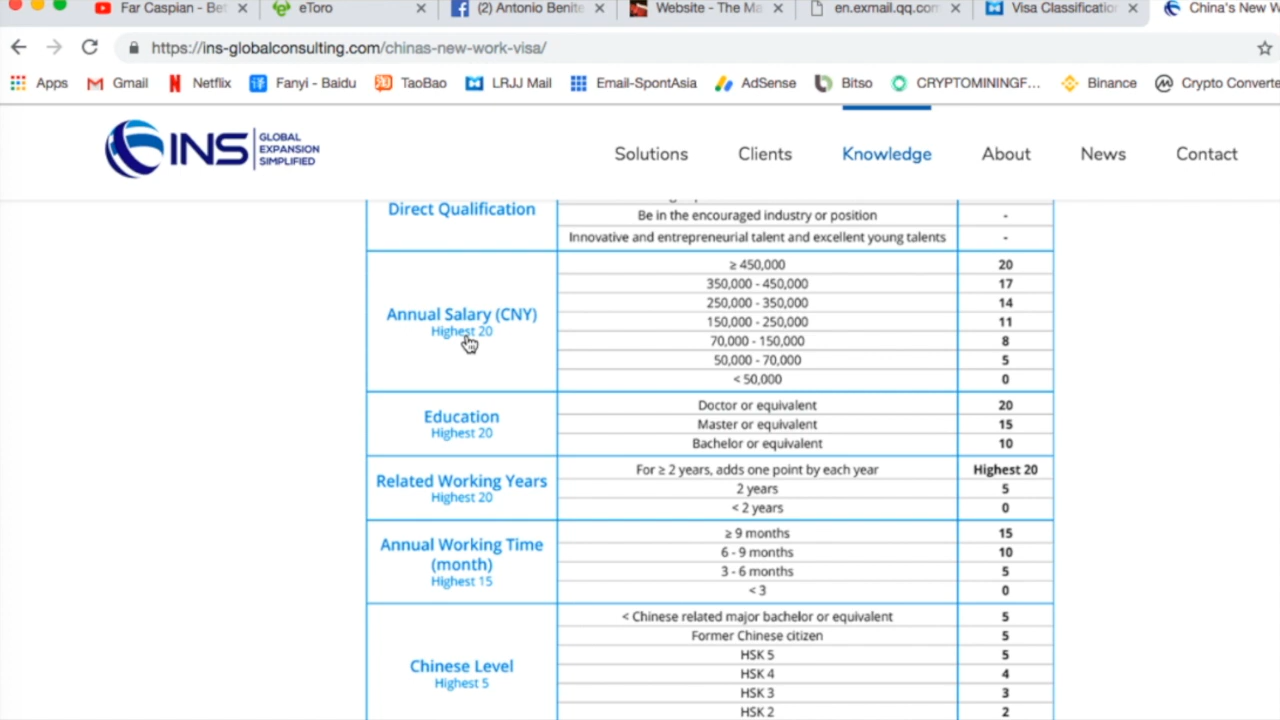 Far Caspian - Bet
eToro
(2) Antonio Benite
Website - The Ma
en.exmail.qq.com
Visa Classification
China's New W
https://ins-globalconsulting.com/chinas-new-work-visa/
Apps
Gmail
Netflix
Fanyi - Baidu
TaoBao
LRJJ Mail
Email-SpontAsia
AdSense
Bitso
CRYPTOMININGF...
Binance
Crypto Converte
INS
GLOBAL
EXPANSION
SIMPLIFIED
Solutions
Clients
Knowledge
About
News
Contact
Direct Qualification
Be in the encouraged industry or position -
Innovative and entrepreneurial talent and excellent young talents -
Annual Salary (CNY)
Highest 20
≥ 450,000 20
350,000 - 450,000 17
250,000 - 350,000 14
150,000 - 250,000 11
70,000 - 150,000 8
50,000 - 70,000 5
< 50,000 0
Education
Highest 20
Doctor or equivalent 20
Master or equivalent 15
Bachelor or equivalent 10
Related Working Years
Highest 20
For ≥ 2 years, adds one point by each year Highest 20
2 years 5
< 2 years 0
Annual Working Time
(month)
Highest 15
≥ 9 months 15
6 - 9 months 10
3 - 6 months 5
< 3 0
Chinese Level
Highest 5
< Chinese related major bachelor or equivalent 5
Former Chinese citizen 5
HSK 5 5
HSK 4 4
HSK 3 3
HSK 2 2